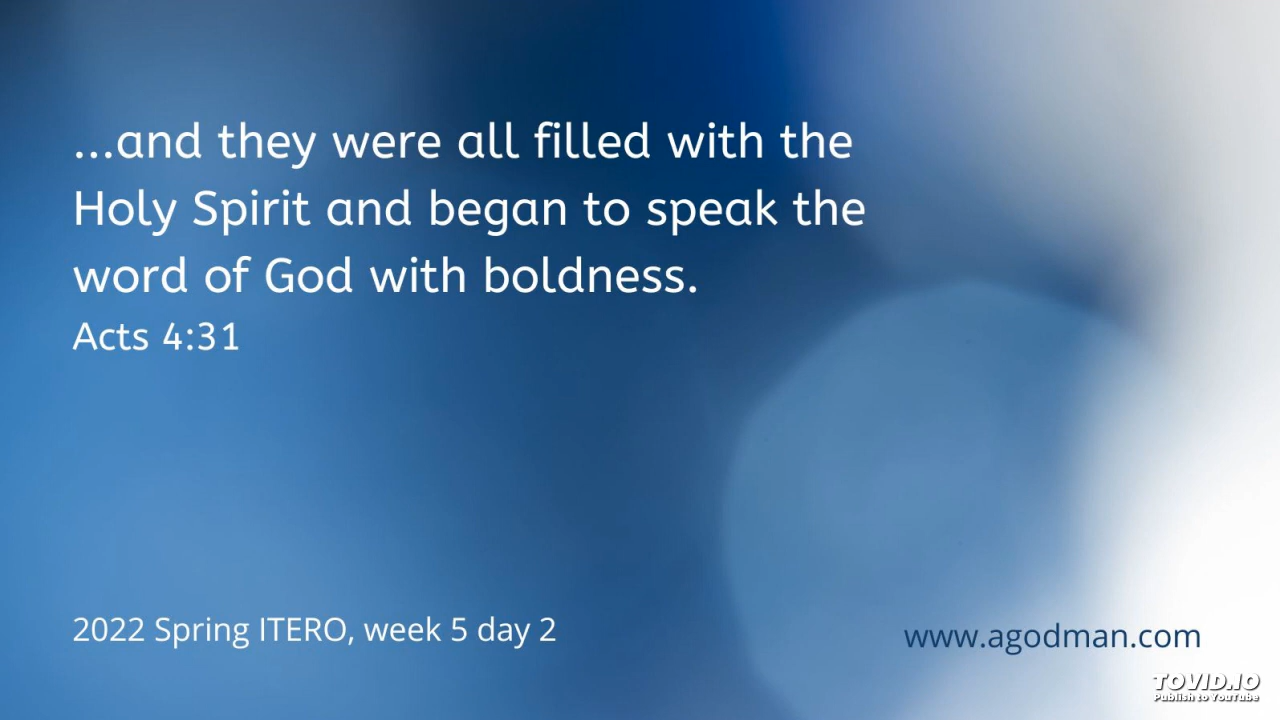 ...and they were all filled with the
Holy Spirit and began to speak the
word of God with boldness.
Acts 4:31
2022 Spring ITERO, week 5 day 2
www.agodman.com
TOVID.IO
Publish to YouTube